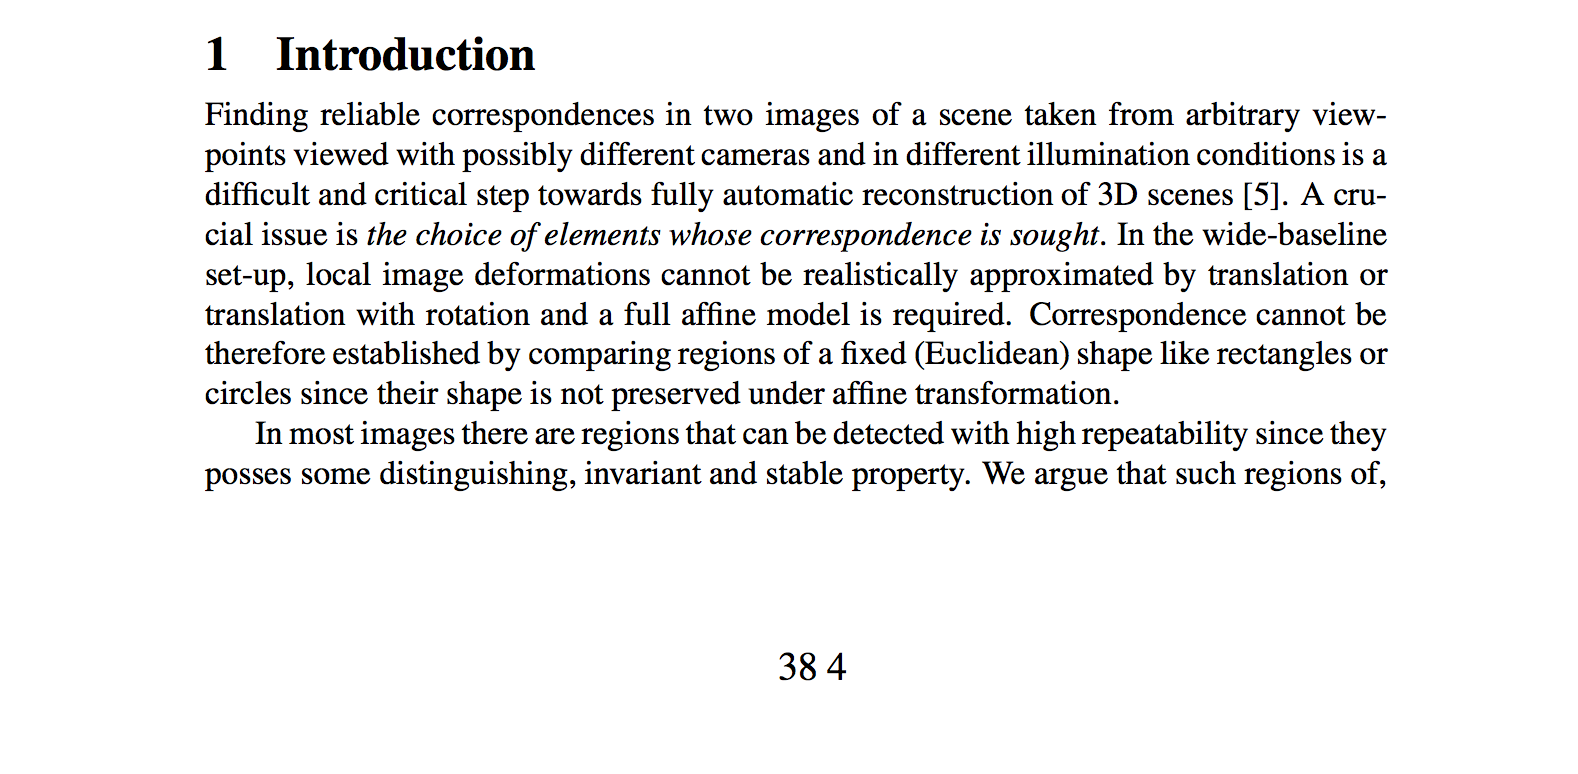 1 Introduction
Finding reliable correspondences in two images of a scene taken from arbitrary view-
points viewed with possibly different cameras and in different illumination conditions is a
difficult and critical step towards fully automatic reconstruction of 3D scenes [5]. A cru-
cial issue is the choice of elements whose correspondence is sought. In the wide-baseline
set-up, local image deformations cannot be realistically approximated by translation or
translation with rotation and a full affine model is required. Correspondence cannot be
therefore established by comparing regions of a fixed (Euclidean) shape like rectangles or
circles since their shape is not preserved under affine transformation.
In most images there are regions that can be detected with high repeatability since they
posses some distinguishing, invariant and stable property. We argue that such regions of,
38 4